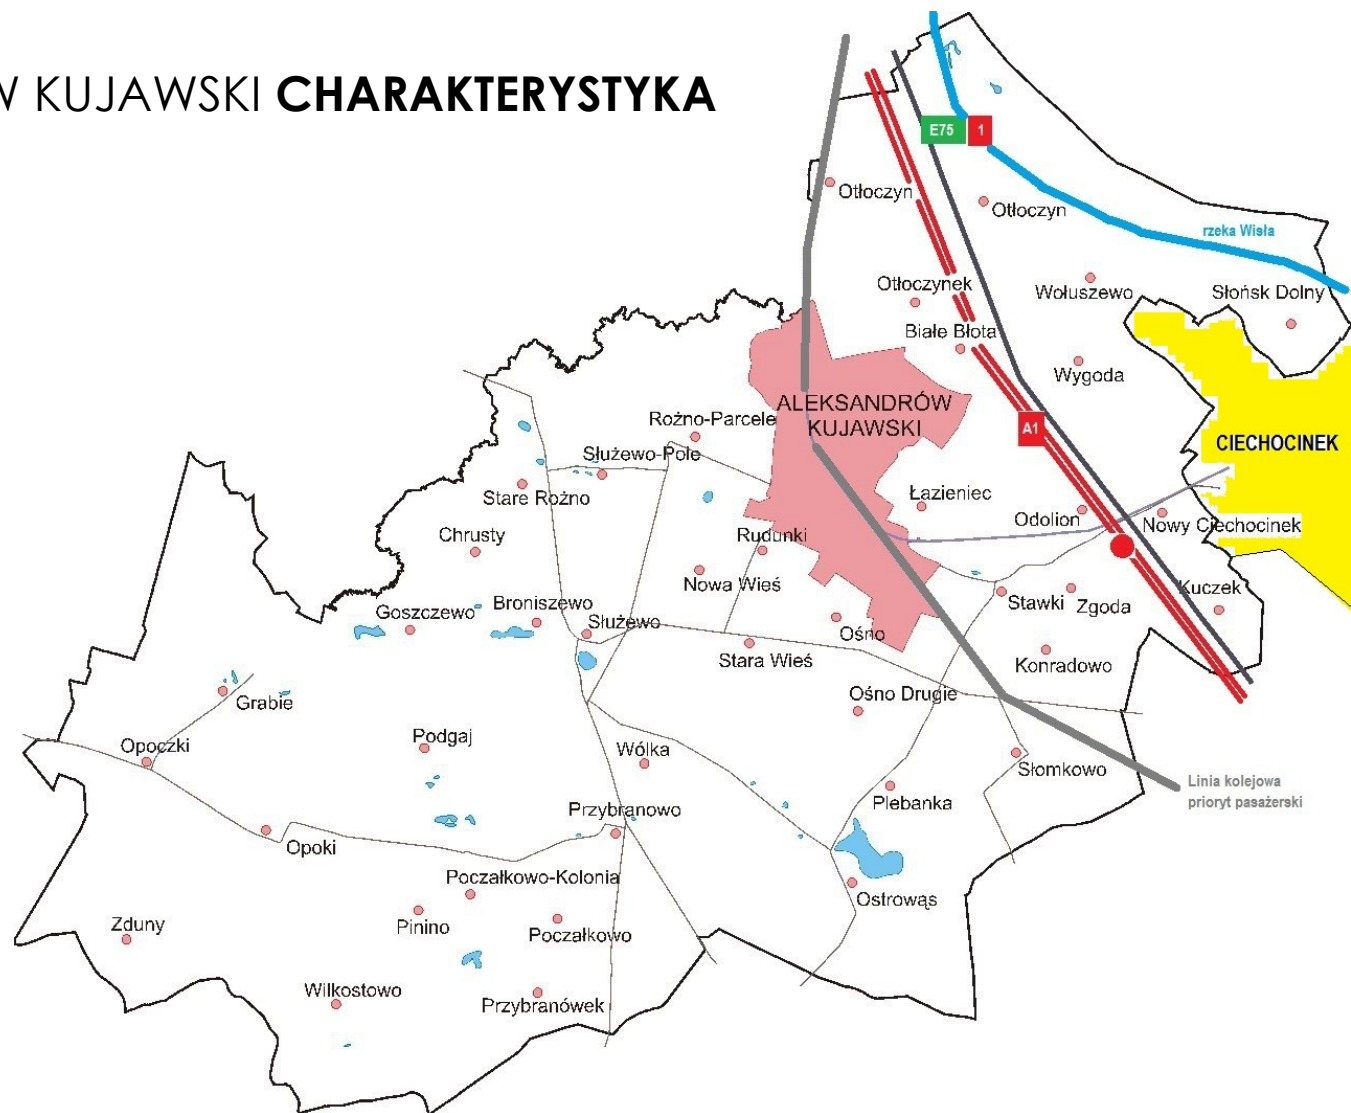 W KUJAWSKI CHARAKTERYSTYKA
E75 1
Otłoczyn
Otłoczyn
rzeka Wisła
Otłoczynek
Wołuszewo
Słońsk Dolny
Białe Błota
Wygoda
ALEKSANDRÓW
KUJAWSKI
Rożno-Parcele
A1
CIECHOCINEK
Służewo-Pole
Stare Rożno
Łazieniec
Odolion
Nowy Ciechocinek
Chrusty
Rudunki
Nowa Wieś
Stawki
Zgoda
Kuczek
Goszczewo
Broniszewo
Służewo
Ośno
Stara Wieś
Konradowo
Grabie
Ośno Drugie
Opoczki
Podgaj
Wólka
Słomkowo
Linia kolejowa
prioryt pasażerski
Plebanka
Przybranowo
Opoki
Poczałkowo-Kolonia
Ostrowąs
Zduny
Pinino
Poczałkowo
Wilkostowo
Przybranówek